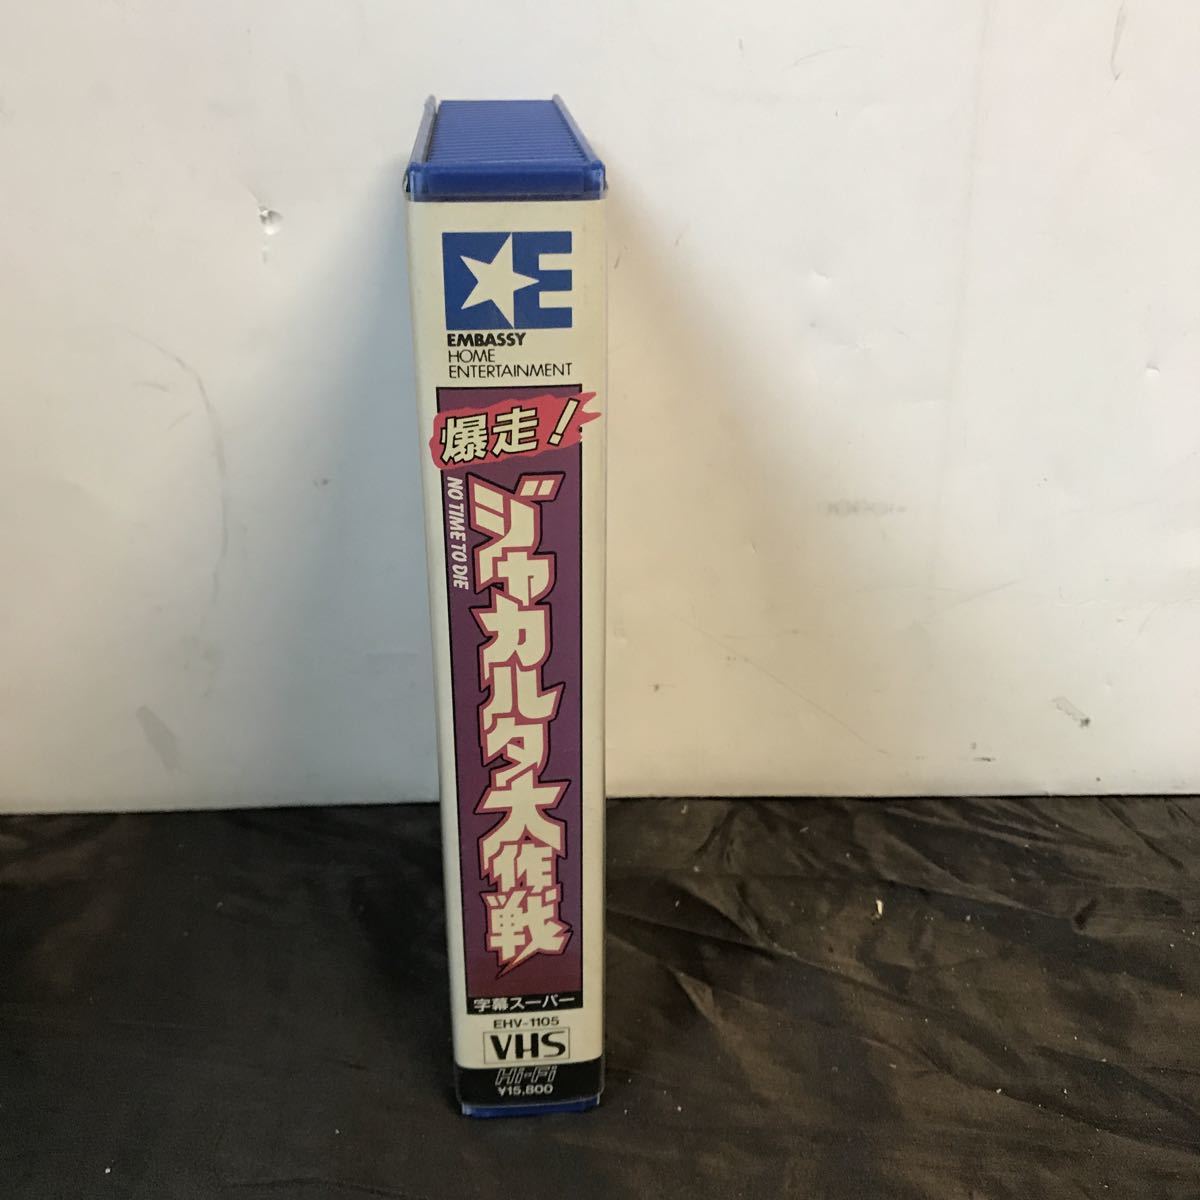 EMBASSY
HOME
ENTERTAINMENT
爆走!
ジャカルタ大作戦
NO TIME TO DIE
字幕スーパー
EHV-1105
VHS
Hi-Fi
¥15,800